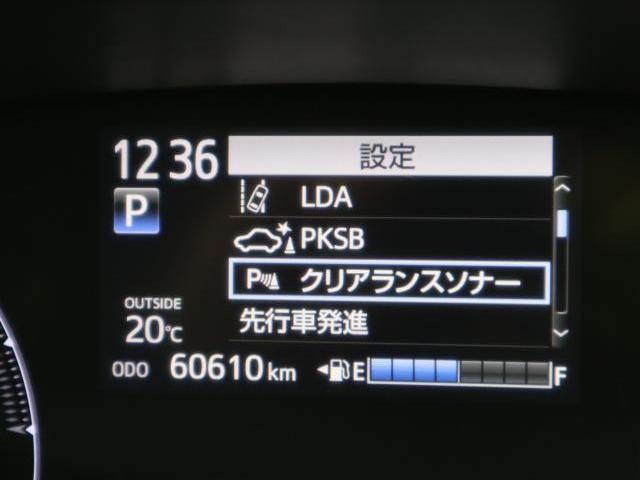 12 36
設定
LDA
P
PKSB
P クリアランスソナー
先行車発進
OUTSIDE
20℃
ODO 60610 km
E F